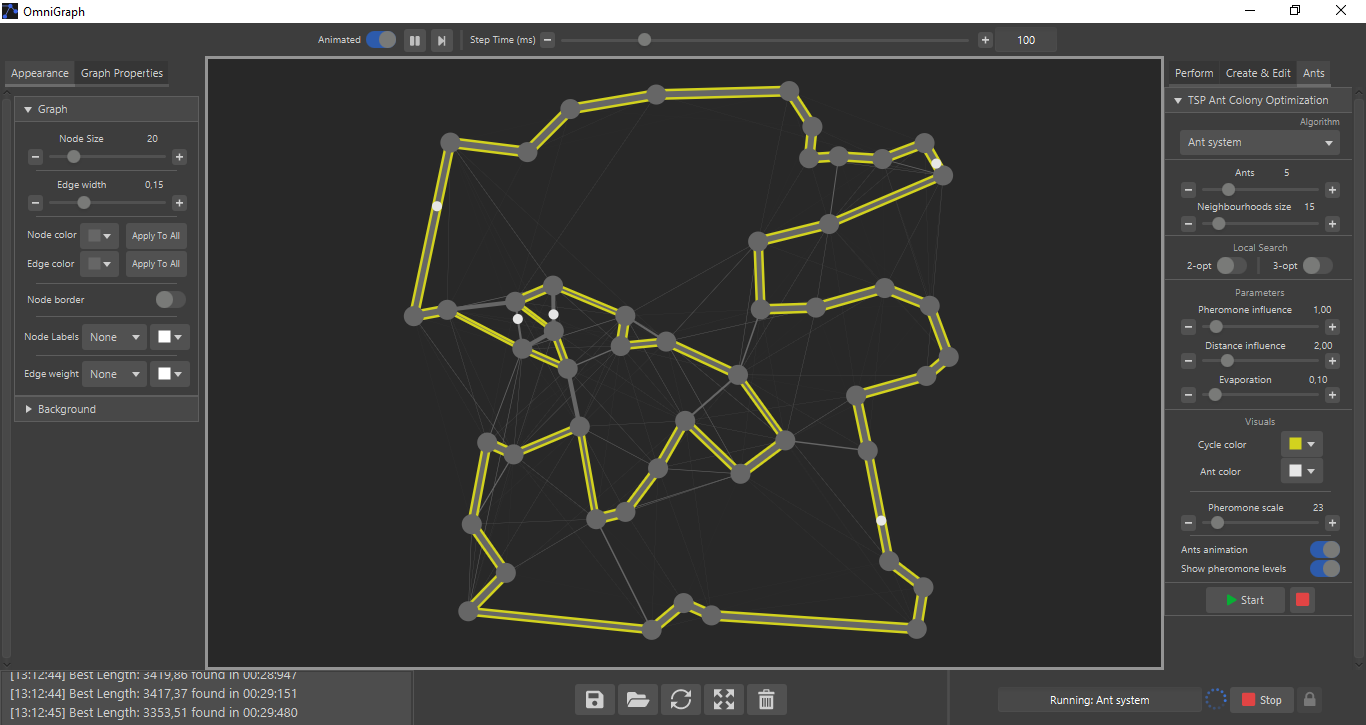 OmniGraph
Animated
Step Time (ms)
100
Appearance Graph Properties
Graph
Node Size 20
Edge width 0,15
Node color Apply To All
Edge color Apply To All
Node border
Node Labels None
Edge weight None
Background
Perform Create & Edit Ants
TSP Ant Colony Optimization
Algorithm
Ant system
Ants 5
Neighbourhoods size 15
Local Search
2-opt 3-opt
Parameters
Pheromone influence 1,00
Distance influence 2,00
Evaporation 0,10
Visuals
Cycle color
Ant color
Pheromone scale 23
Ants animation
Show pheromone levels
Start
[13:12:44] Best Length: 3419,86 found in 00:28:947
[13:12:44] Best Length: 3417,37 found in 00:29:151
[13:12:45] Best Length: 3353,51 found in 00:29:480
Running: Ant system
Stop